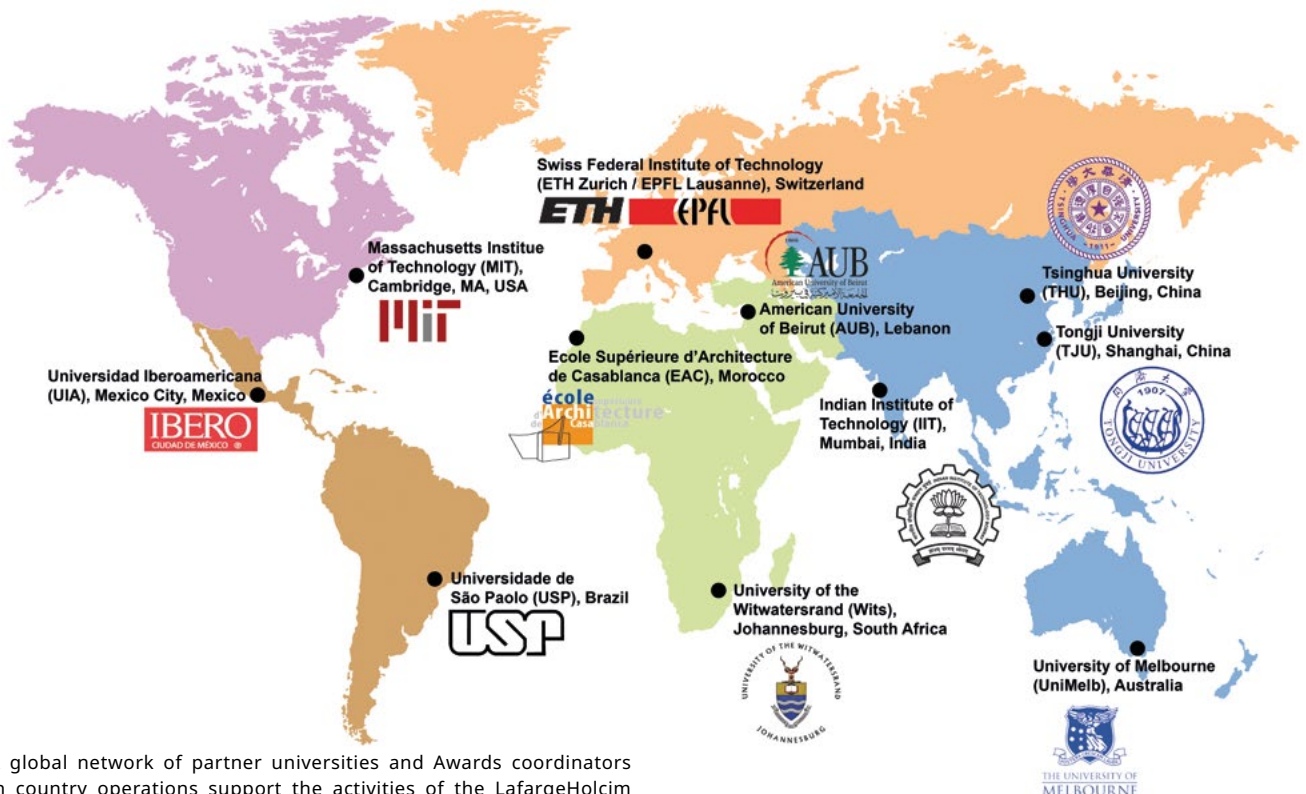 Swiss Federal Institute of Technology
(ETH Zurich / EPFL Lausanne), Switzerland
ETH EPFL
Massachusetts Institue
of Technology (MIT),
Cambridge, MA, USA
MIT
1866
AUB
American University of Beirut
American University
of Beirut (AUB), Lebanon
TSINGHUA UNIVERSITY
1911
Tsinghua University
(THU), Beijing, China
Tongji University
(TJU), Shanghai, China
1907
TONGJI UNIVERSITY
Ecole Supérieure d'Architecture
de Casablanca (EAC), Morocco
école
supérieure
d'Architecture
de Casablanca
Universidad Iberoamericana
(UIA), Mexico City, Mexico
IBERO
CIUDAD DE MÉXICO ®
Indian Institute of
Technology (IIT),
Mumbai, India
Universidade de
São Paolo (USP), Brazil
USP
University of the
Witwatersrand (Wits),
Johannesburg, South Africa
UNIVERSITY OF THE WITWATERSRAND
JOHANNESBURG
University of Melbourne
(UniMelb), Australia
THE UNIVERSITY OF
MELBOURNE
global network of partner universities and Awards coordinators
country operations support the activities of the LafargeHolcim